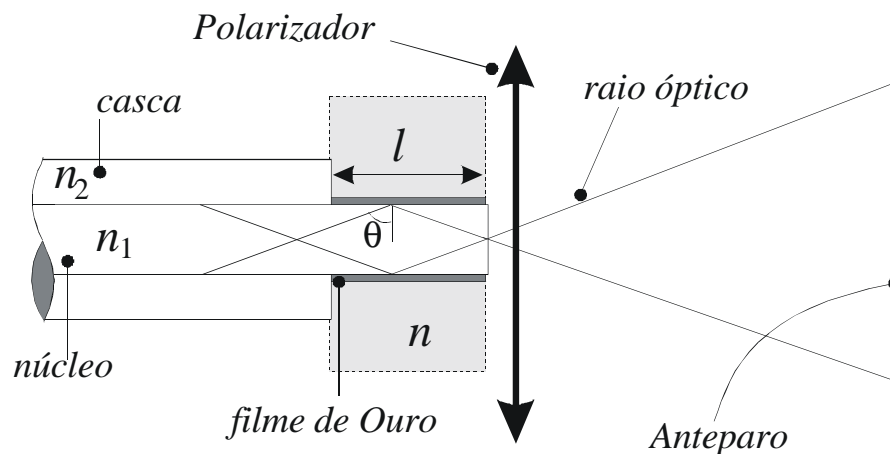 Polarizador
casca
raio óptico
l
n₂
n₁
θ
n
núcleo
filme de Ouro
Anteparo